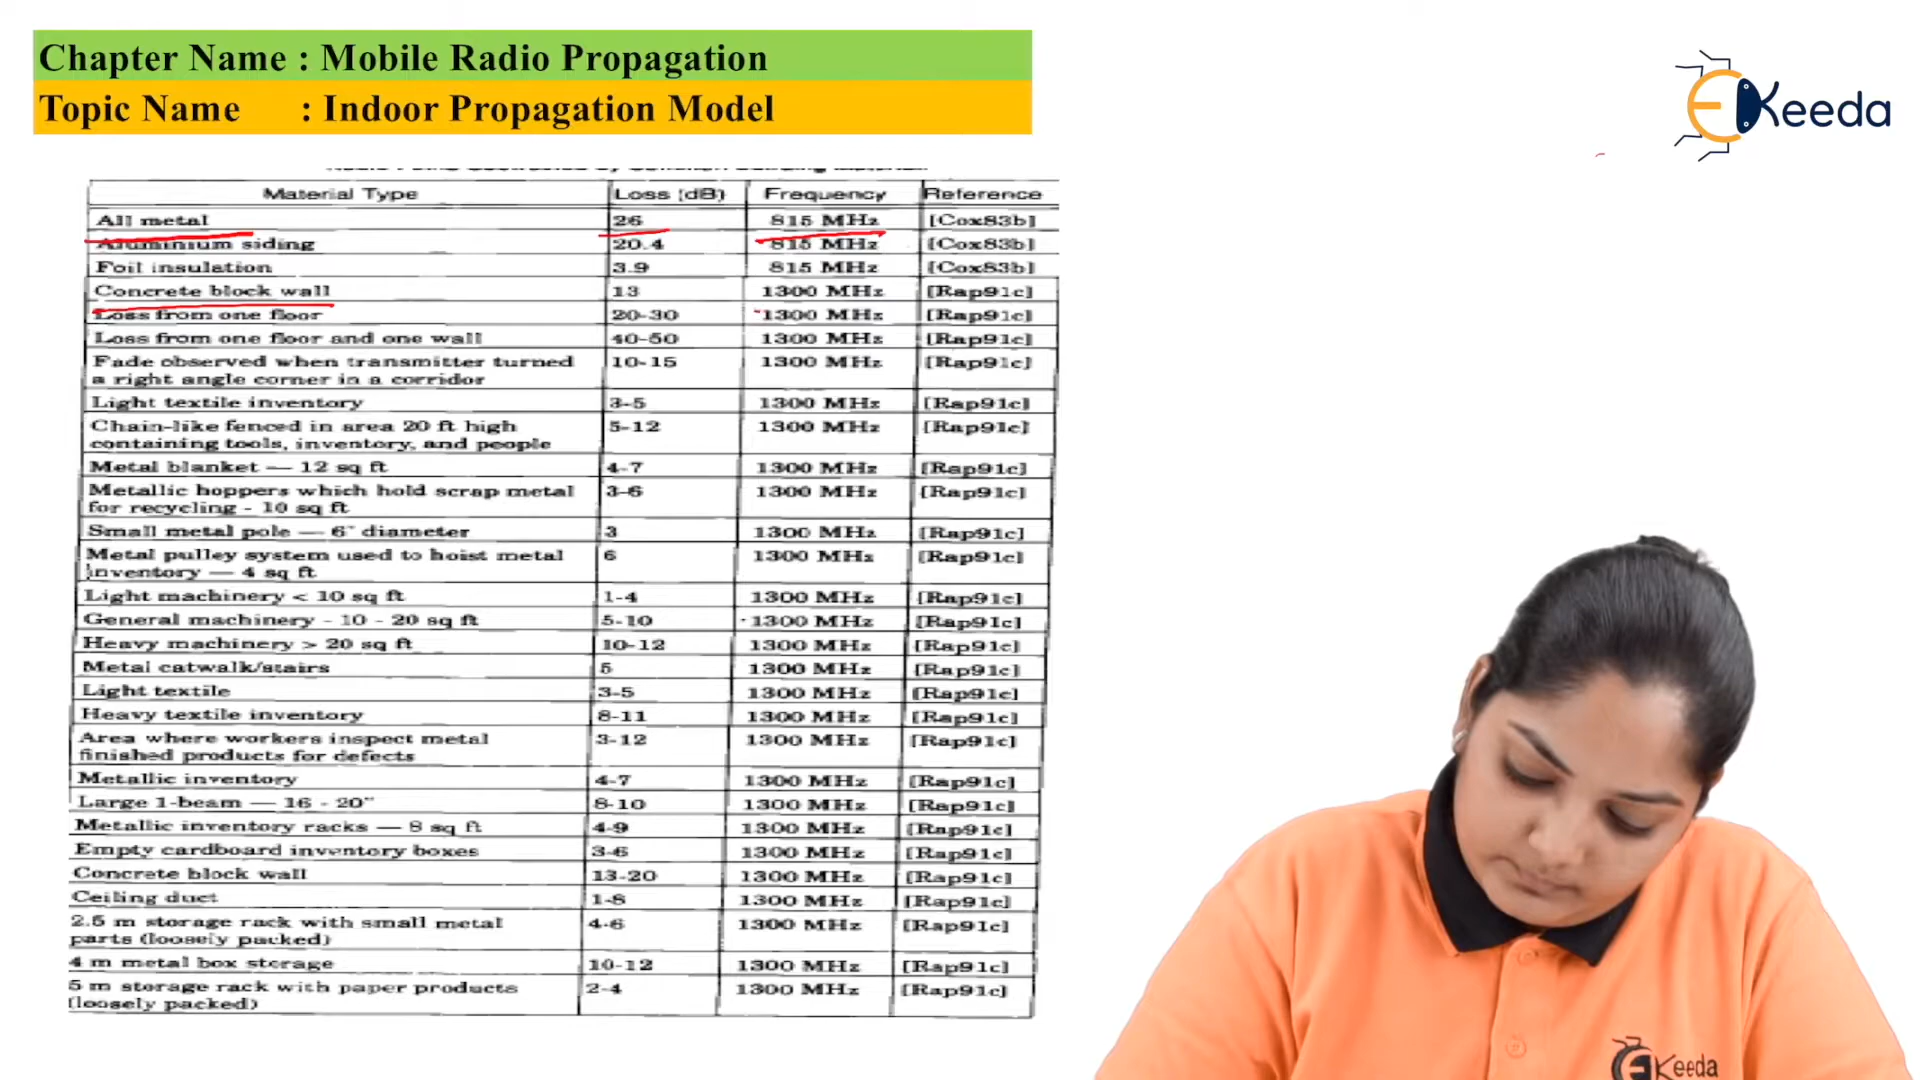 Chapter Name : Mobile Radio Propagation
Topic Name : Indoor Propagation Model
EKeeda
Material Type Loss (dB) Frequency Reference
All metal 26 815 MHz [Cox83b]
Aluminium siding 20.4 815 MHz [Cox83b]
Foil insulation 3.9 815 MHz [Cox83b]
Concrete block wall 13 1300 MHz [Rap91c]
Loss from one floor 20-30 1300 MHz [Rap91c]
Loss from one floor and one wall 40-50 1300 MHz [Rap91c]
Fade observed when transmitter turned 10-15 1300 MHz [Rap91c]
a right angle corner in a corridor
Light textile inventory 3-5 1300 MHz [Rap91c]
Chain-like fenced in area 20 ft high 5-12 1300 MHz [Rap91c]
containing tools, inventory, and people
Metal blanket — 12 sq ft 4-7 1300 MHz [Rap91c]
Metallic hoppers which hold scrap metal 3-6 1300 MHz [Rap91c]
for recycling - 10 sq ft
Small metal pole — 6" diameter 3 1300 MHz [Rap91c]
Metal pulley system used to hoist metal 6 1300 MHz [Rap91c]
inventory — 4 sq ft
Light machinery < 10 sq ft 1-4 1300 MHz [Rap91c]
General machinery - 10 - 20 sq ft 5-10 1300 MHz [Rap91c]
Heavy machinery > 20 sq ft 10-12 1300 MHz [Rap91c]
Metal catwalk/stairs 5 1300 MHz [Rap91c]
Light textile 3-5 1300 MHz [Rap91c]
Heavy textile inventory 8-11 1300 MHz [Rap91c]
Area where workers inspect metal 3-12 1300 MHz [Rap91c]
finished products for defects
Metallic inventory 4-7 1300 MHz [Rap91c]
Large 1-beam — 16 - 20" 8-10 1300 MHz [Rap91c]
Metallic inventory racks — 8 sq ft 4-9 1300 MHz [Rap91c]
Empty cardboard inventory boxes 3-6 1300 MHz [Rap91c]
Concrete block wall 13-20 1300 MHz [Rap91c]
Ceiling duct 1-8 1300 MHz [Rap91c]
2.5 m storage rack with small metal 4-6 1300 MHz [Rap91c]
parts (loosely packed)
4 m metal box storage 10-12 1300 MHz [Rap91c]
5 m storage rack with paper products 2-4 1300 MHz [Rap91c]
(loosely packed)
EKeeda